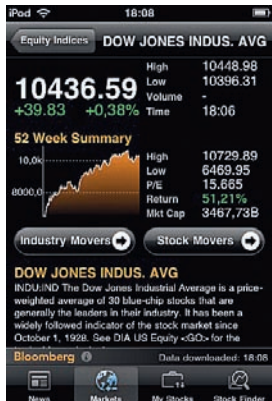 iPod 18:08
Equity Indices DOW JONES INDUS. AVG
10436.59
+39.83 +0,38%
High 10448.98
Low 10396.31
Volume -
Time 18:06
52 Week Summary
10,0k
8000,0
High 10729.89
Low 6469.95
P/E 15.665
Return 51,21%
Mkt Cap 3467,73B
Industry Movers Stock Movers
DOW JONES INDUS. AVG
INDU:IND The Dow Jones Industrial Average is a price-
weighted average of 30 blue-chip stocks that are
generally the leaders in their industry. It has been a
widely followed indicator of the stock market since
October 1, 1928. See DIA US Equity <GO> for the
Bloomberg Data downloaded: 18:08
News Markets My Stocks Stock Finder